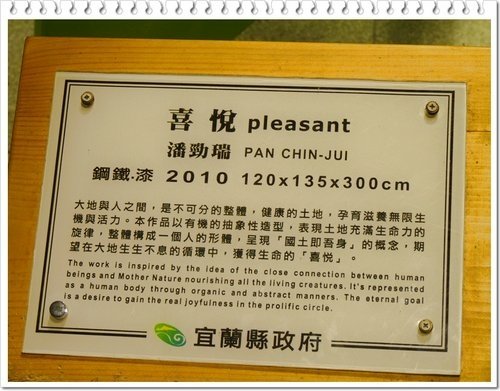 喜悅 pleasant
潘勁瑞 PAN CHIN-JUI
鋼鐵.漆 2010 120x135x300cm
大地與人之間，是不可分的整體，健康的土地，孕育滋養無限生
機與活力。本作品以有機的抽象性造型，表現土地充滿生命力的
旋律，整體構成一個人的形體，呈現「國土即吾身」的概念，期
望在大地生生不息的循環中，獲得生命的「喜悅」。
The work is inspired by the idea of the close connection between human
beings and Mother Nature nourishing all the living creatures. It's represented
as a human body through organic and abstract manners. The eternal goal
is a desire to gain the real joyfulness in the prolific circle.
宜蘭縣政府